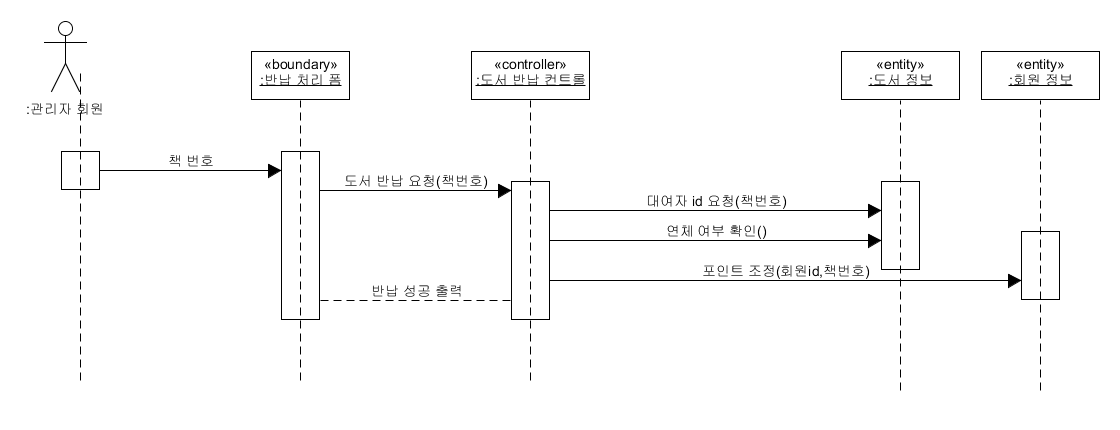 :관리자 회원
«boundary»
:반납 처리 폼
«controller»
:도서 반납 컨트롤
«entity»
:도서 정보
«entity»
:회원 정보
책 번호
도서 반납 요청(책번호)
대여자 id 요청(책번호)
연체 여부 확인()
포인트 조정(회원id,책번호)
반납 성공 출력